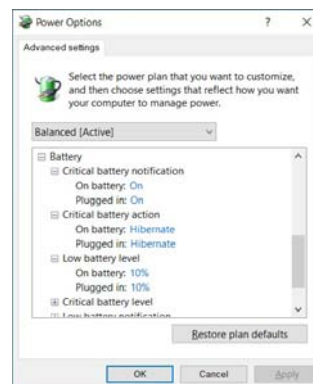 Power Options
Advanced settings
Select the power plan that you want to customize,
and then choose settings that reflect how you want
your computer to manage power.
Balanced [Active]
Battery
Critical battery notification
On battery: On
Plugged in: On
Critical battery action
On battery: Hibernate
Plugged in: Hibernate
Low battery level
On battery: 10%
Plugged in: 10%
Critical battery level
Low battery notification
Restore plan defaults
OK Cancel Apply